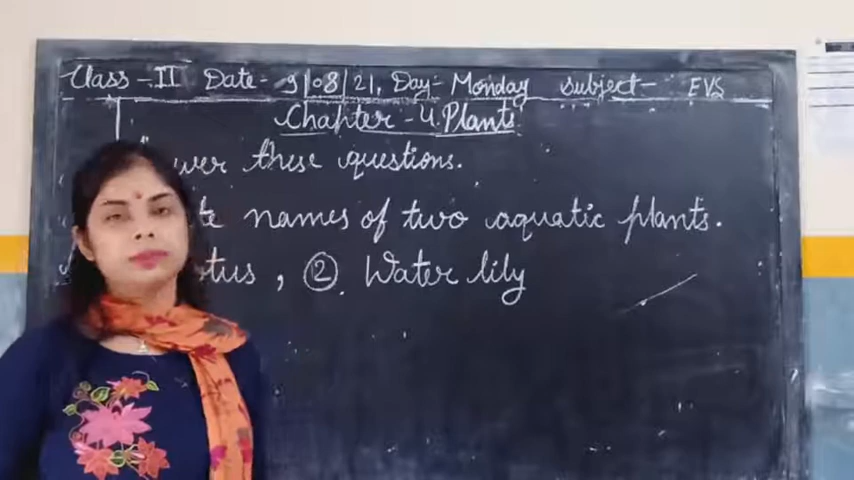 Class - II Date - 9/08/21, Day - Monday Subject - EVS
Chapter - 4. Plants
these questions.
names of two aquatic plants.
, ② Water lily